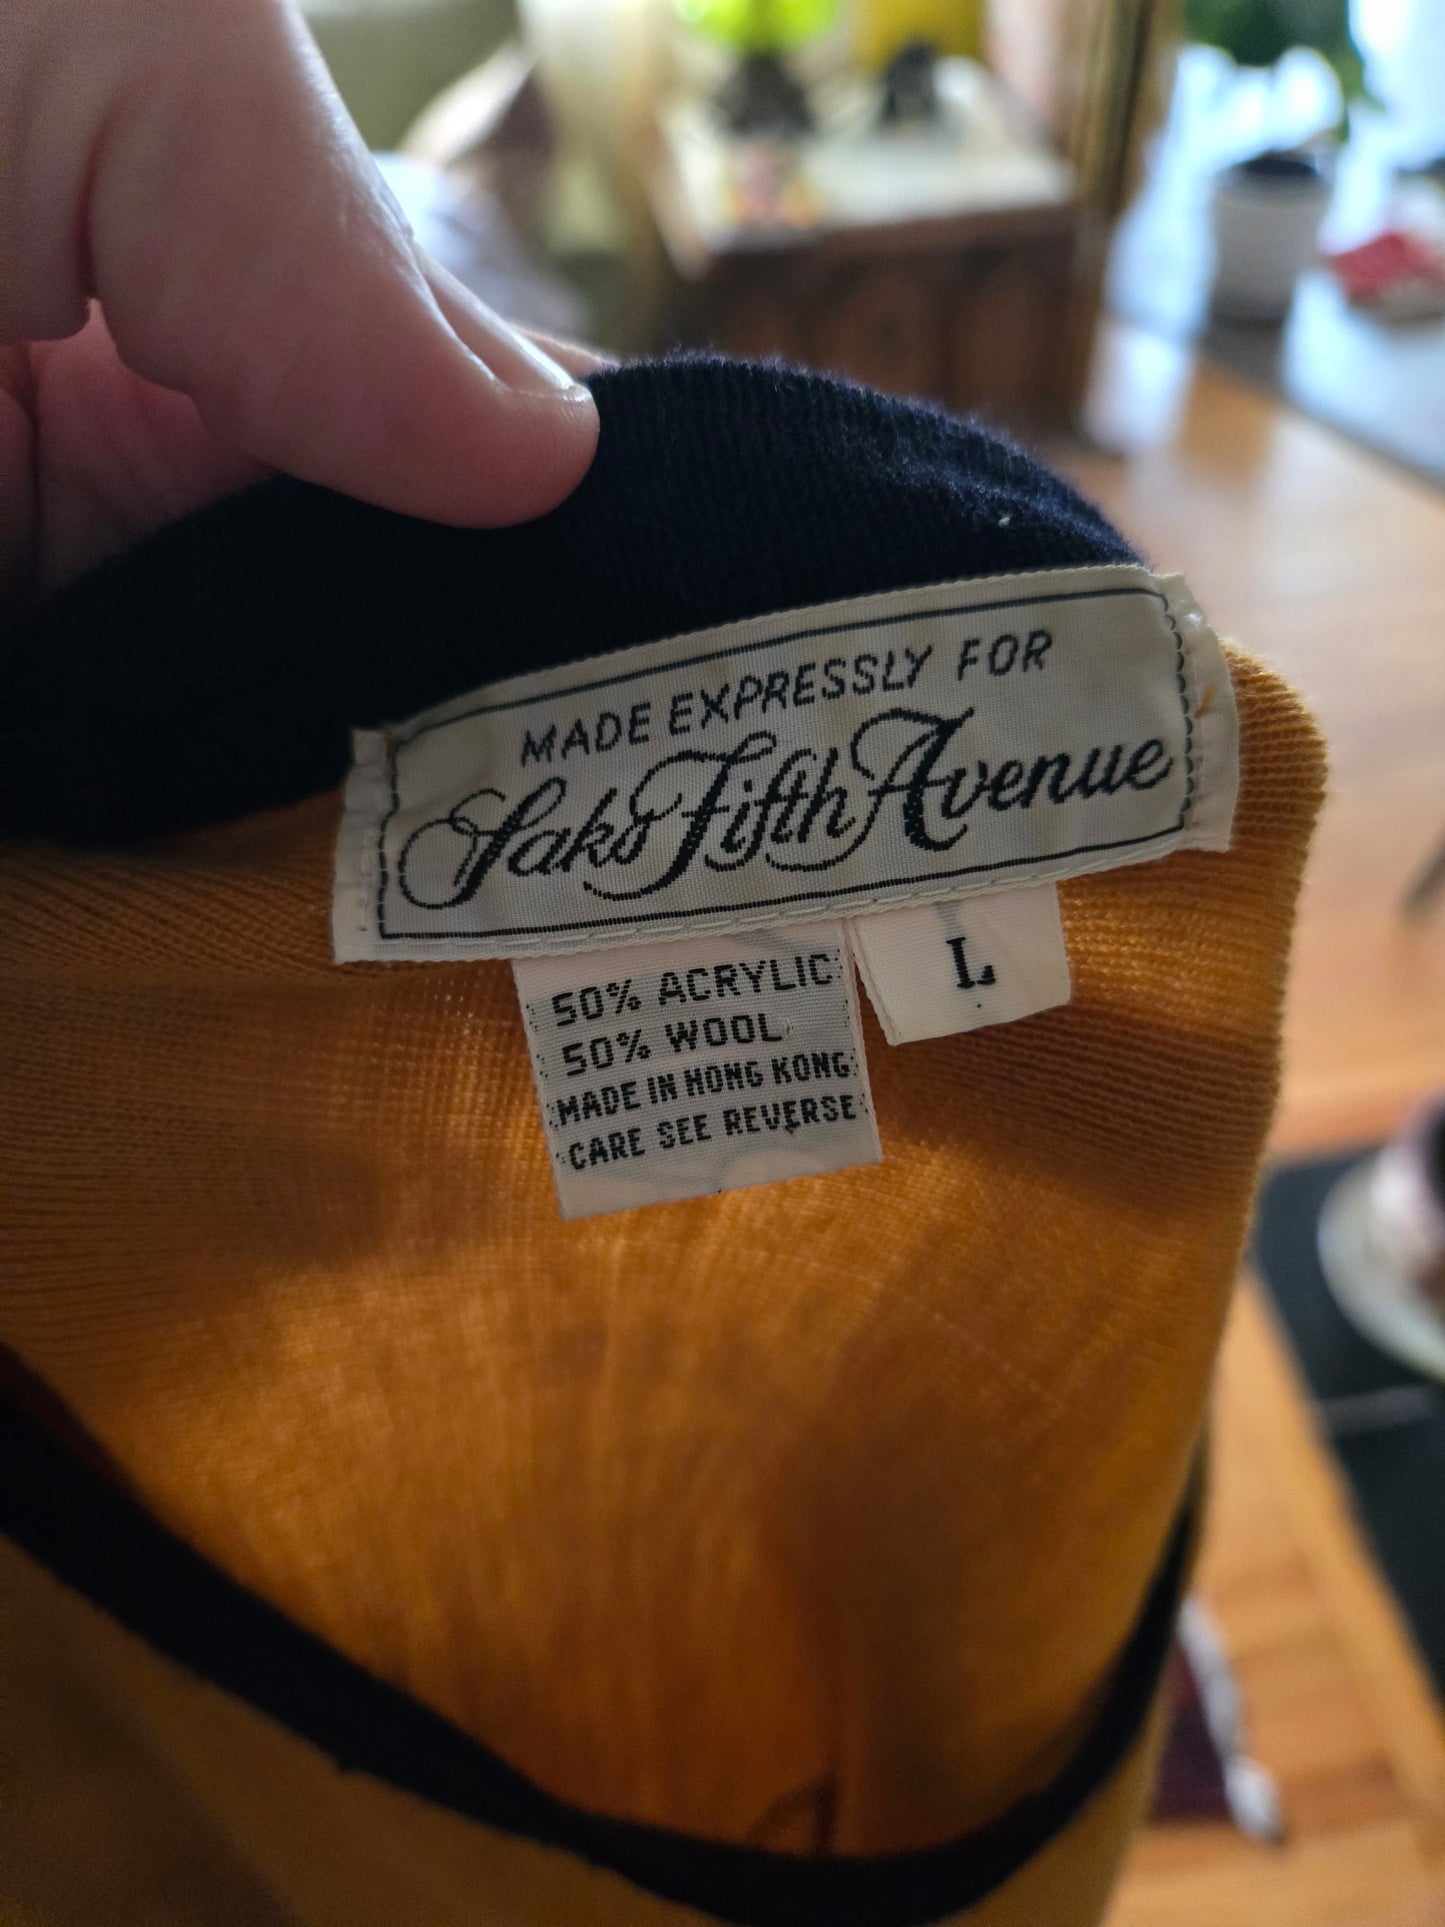 MADE EXPRESSLY FOR
Saks Fifth Avenue
L
50% ACRYLIC
50% WOOL
MADE IN HONG KONG
CARE SEE REVERSE